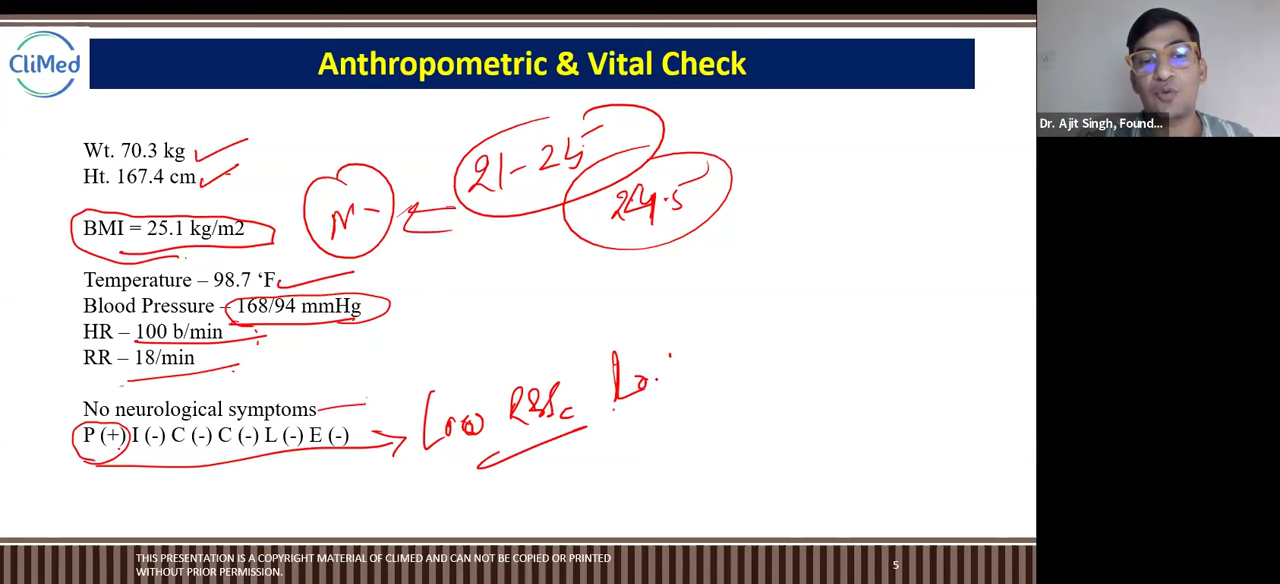 CliMed
Anthropometric & Vital Check
Dr. Ajit Singh, Found...
Wt. 70.3 kg
Ht. 167.4 cm
21-25
24.5
N
BMI = 25.1 kg/m2
Temperature – 98.7 ‘F
Blood Pressure – 168/94 mmHg
HR – 100 b/min
RR – 18/min
No neurological symptoms
P (+) I (-) C (-) C (-) L (-) E (-)
Low RBSc
THIS PRESENTATION IS A COPYRIGHT MATERIAL OF CLIMED AND CAN NOT BE COPIED OR PRINTED
WITHOUT PRIOR PERMISSION.
5